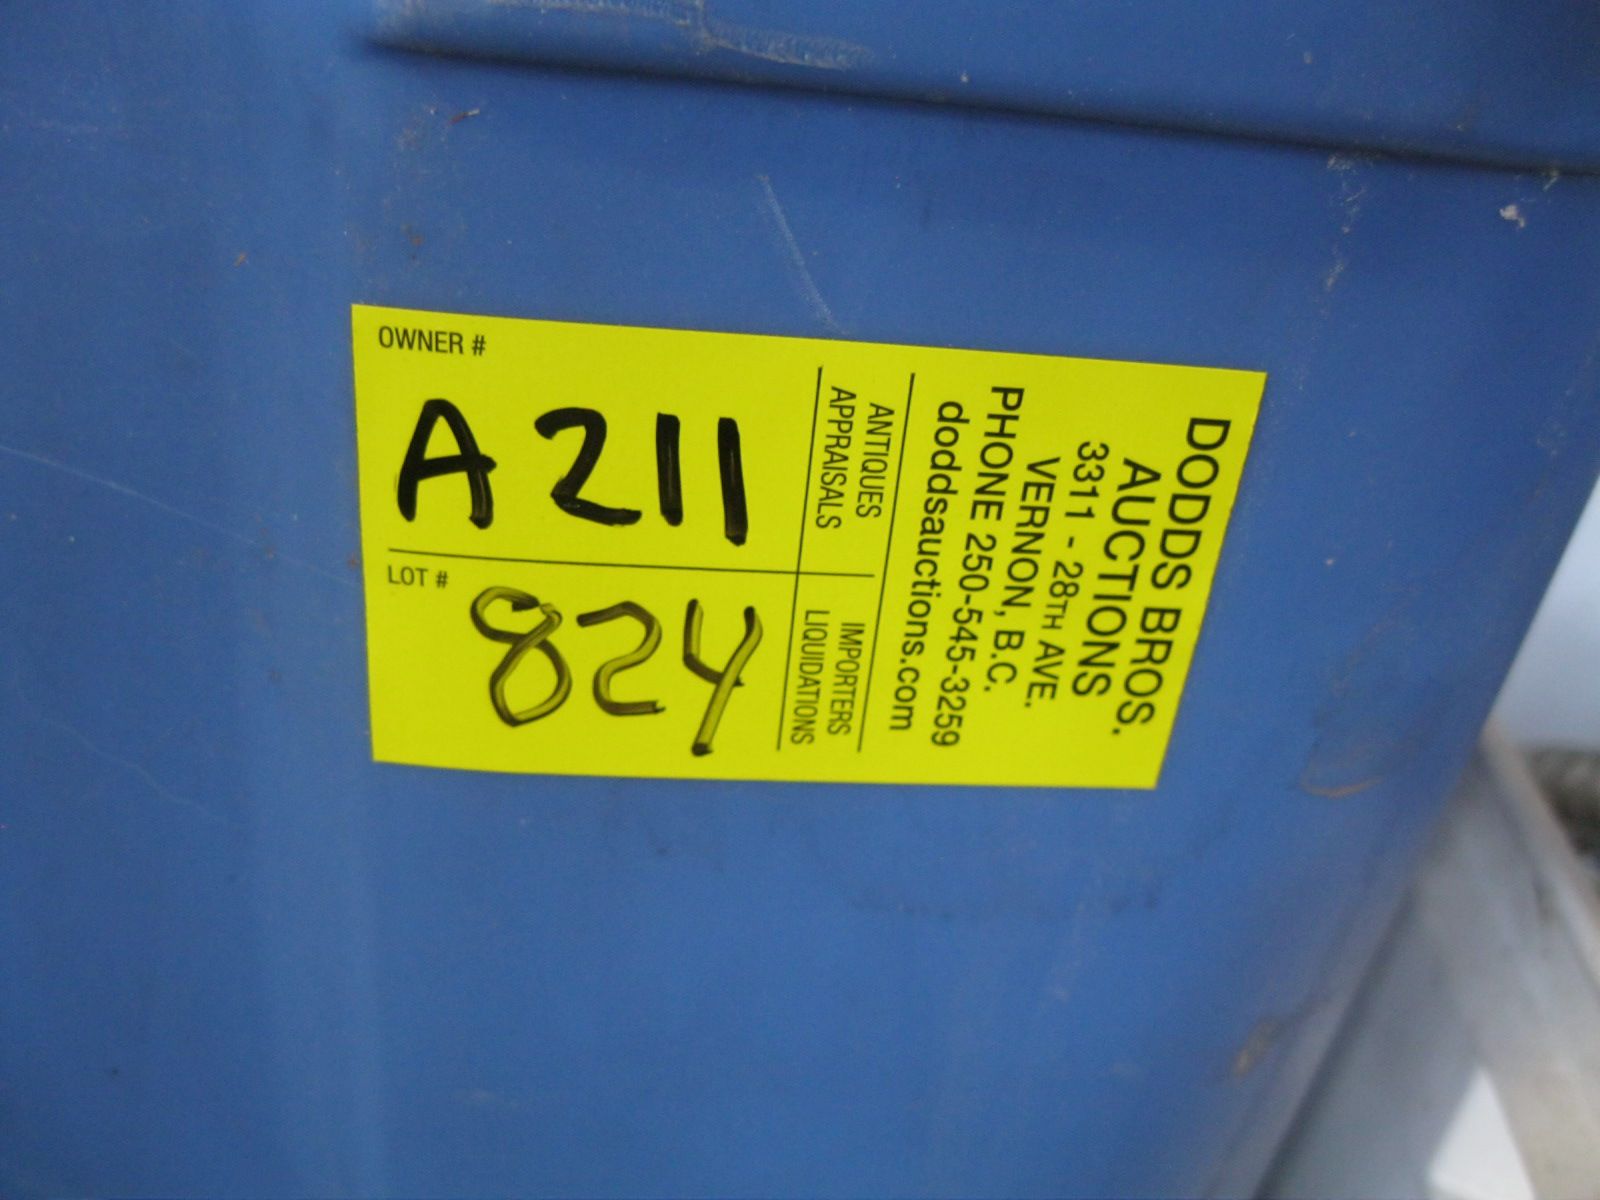 OWNER #
A211
LOT #
824
ANTIQUES
APPRAISALS
IMPORTERS
LIQUIDATIONS
DODDS BROS.
AUCTIONS
3311 - 28TH AVE.
VERNON, B.C.
PHONE 250-545-3259
doddsauctions.com